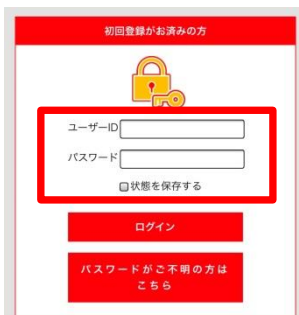 初回登録がお済みの方
ユーザーID
パスワード
状態を保存する
ログイン
パスワードがご不明の方は
こちら